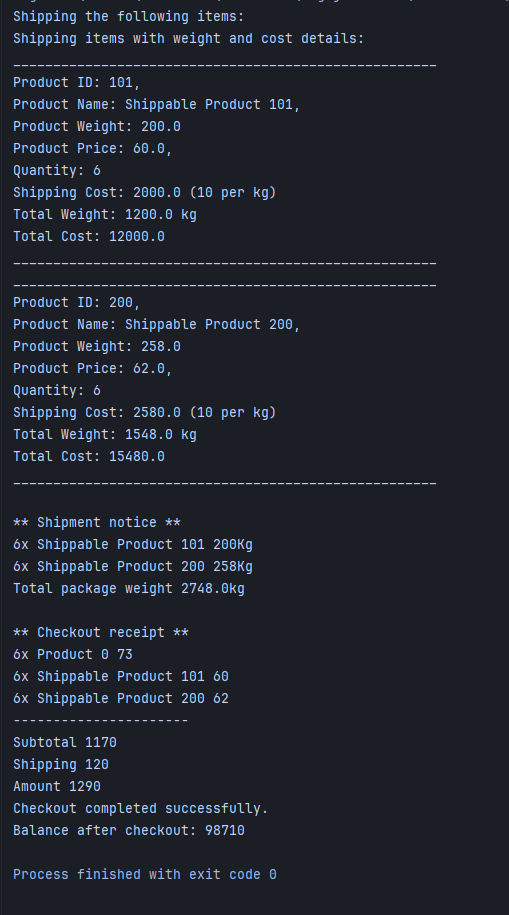 Shipping the following items:
Shipping items with weight and cost details:
_____________________________________________________
Product ID: 101,
Product Name: Shippable Product 101,
Product Weight: 200.0
Product Price: 60.0,
Quantity: 6
Shipping Cost: 2000.0 (10 per kg)
Total Weight: 1200.0 kg
Total Cost: 12000.0
_____________________________________________________
_____________________________________________________
Product ID: 200,
Product Name: Shippable Product 200,
Product Weight: 258.0
Product Price: 62.0,
Quantity: 6
Shipping Cost: 2580.0 (10 per kg)
Total Weight: 1548.0 kg
Total Cost: 15480.0
_____________________________________________________
** Shipment notice **
6x Shippable Product 101 200Kg
6x Shippable Product 200 258Kg
Total package weight 2748.0kg
** Checkout receipt **
6x Product 0 73
6x Shippable Product 101 60
6x Shippable Product 200 62
----------------------
Subtotal 1170
Shipping 120
Amount 1290
Checkout completed successfully.
Balance after checkout: 98710
Process finished with exit code 0